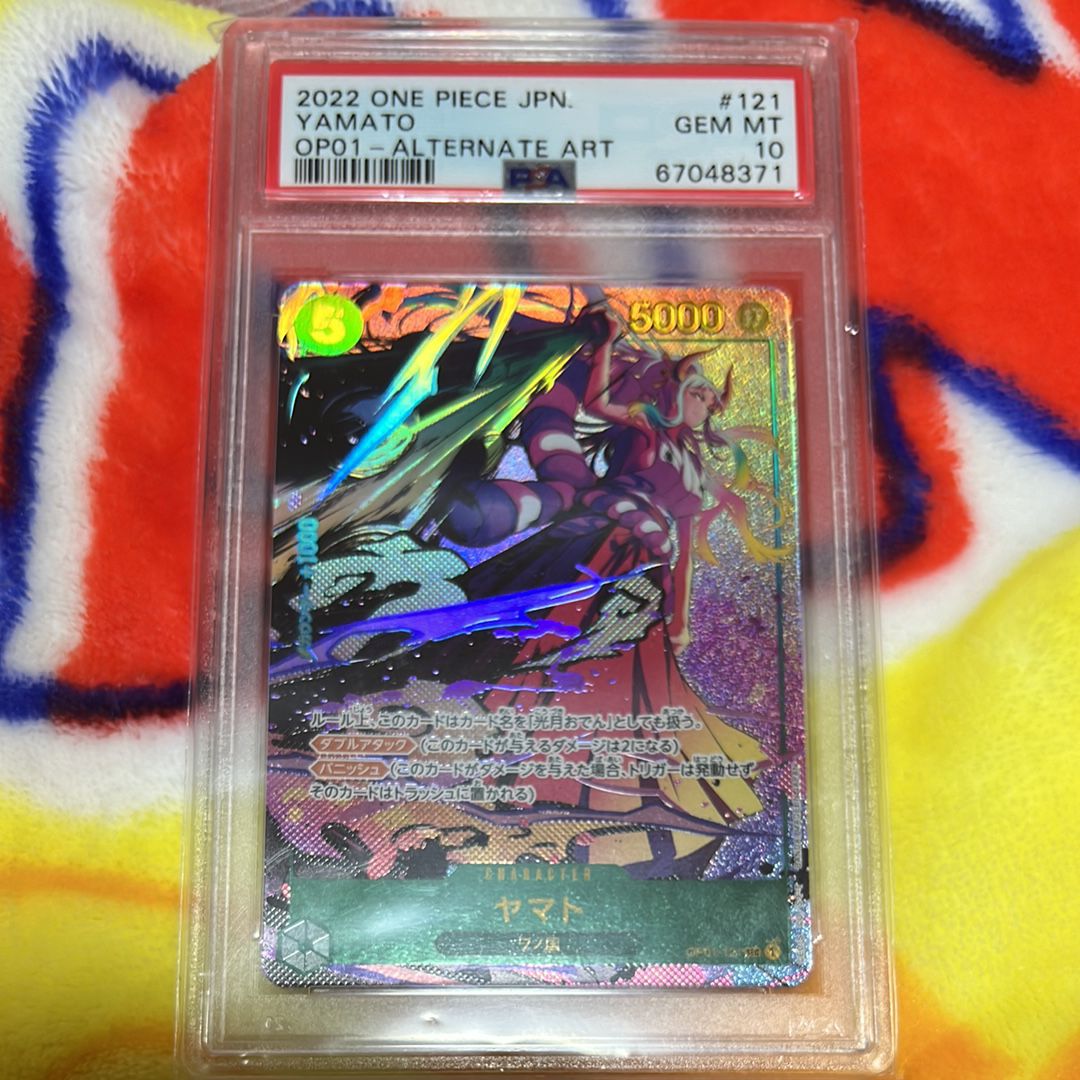 2022 ONE PIECE JPN. #121
YAMATO GEM MT
OP01-ALTERNATE ART 10
PSA 67048371
5
5000
+1000
ルール上、このカードはカード名を「光月おでん」としても扱う。
ダブルアタック (このカードが与えるダメージは2になる)
バニッシュ (このカードがダメージを与えた場合、トリガーは発動せず
そのカードはトラッシュに置かれる)
CHARACTER
ヤマト
ワノ国